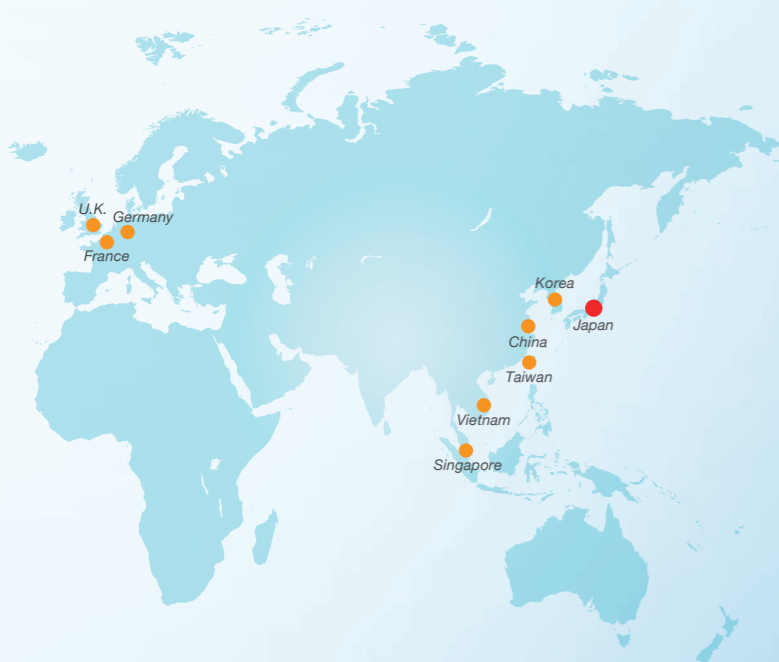 U.K.
Germany
France
Korea
Japan
China
Taiwan
Vietnam
Singapore